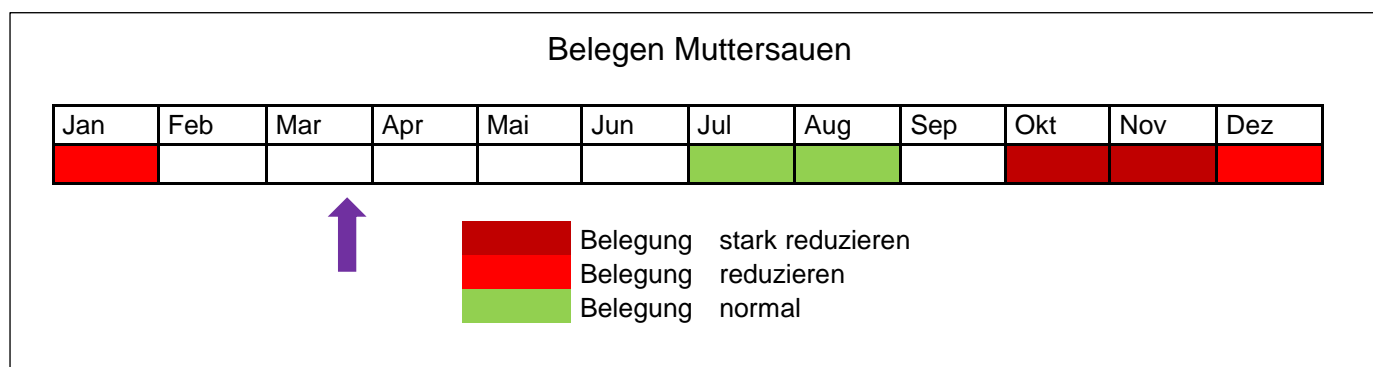 Belegen Muttersauen
Jan Feb Mar Apr Mai Jun Jul Aug Sep Okt Nov Dez
Belegung stark reduzieren
Belegung reduzieren
Belegung normal